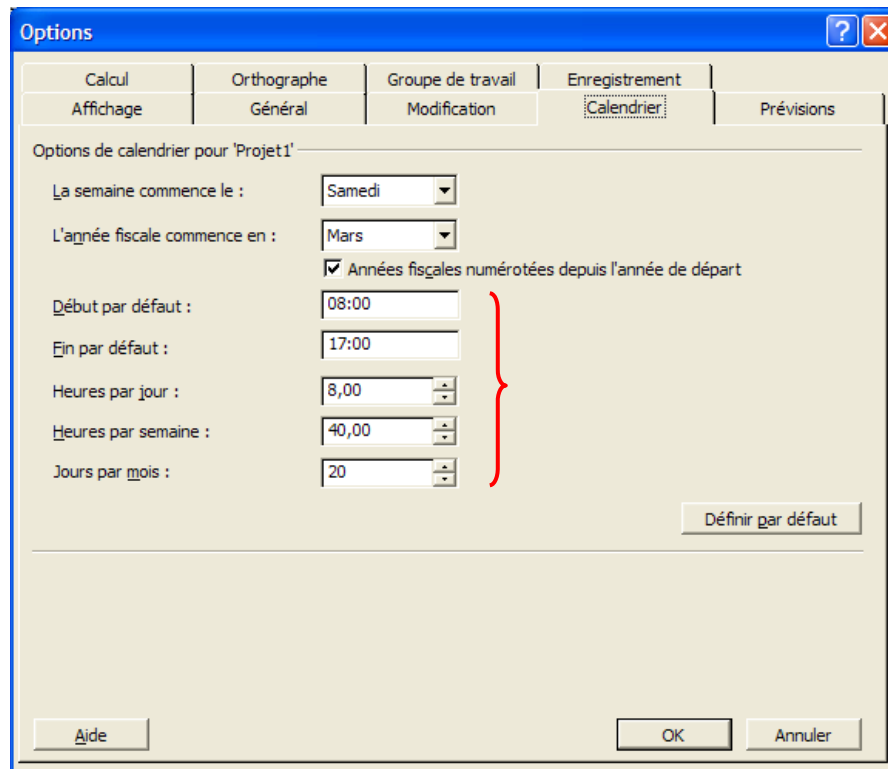 Options
Calcul Orthographe Groupe de travail Enregistrement
Affichage Général Modification Calendrier Prévisions
Options de calendrier pour 'Projet1'
La semaine commence le : Samedi
L'année fiscale commence en : Mars
Années fiscales numérotées depuis l'année de départ
Début par défaut : 08:00
Fin par défaut : 17:00
Heures par jour : 8,00
Heures par semaine : 40,00
Jours par mois : 20
Définir par défaut
Aide OK Annuler